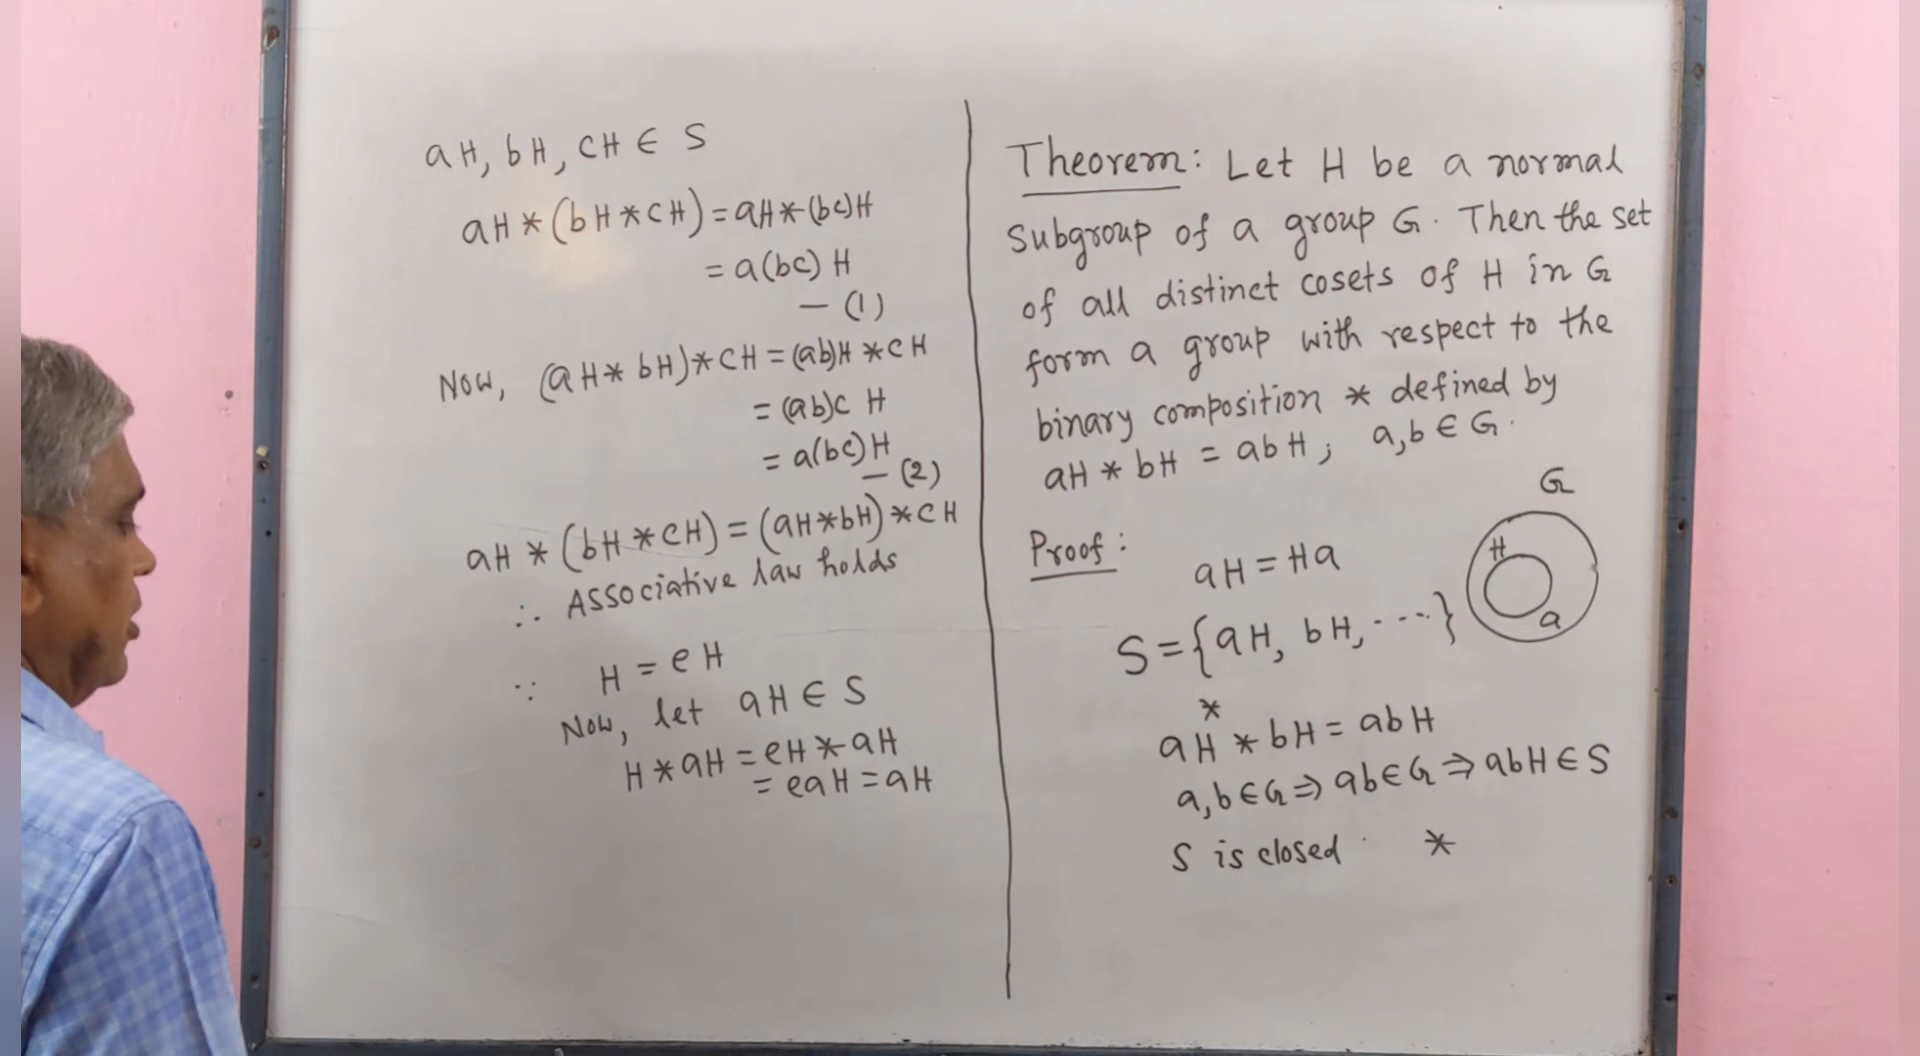 Theorem: Let H be a normal
subgroup of a group G. Then the set
of all distinct cosets of H in G
form a group with respect to the
binary composition * defined by
aH * bH = abH; a,b ∈ G.
Proof:
aH = Ha
G
H
a
S = {aH, bH, ....}
*
aH * bH = abH
a,b ∈ G ⇒ ab ∈ G ⇒ abH ∈ S
S is closed *
aH, bH, cH ∈ S
aH * (bH * cH) = aH * (bc)H
= a(bc) H
— (1)
Now, (aH * bH) * cH = (ab)H * cH
= (ab)c H
= a(bc)H
— (2)
aH * (bH * cH) = (aH * bH) * cH
∴ Associative law holds
∵ H = eH
Now, let aH ∈ S
H * aH = eH * aH
= eaH = aH